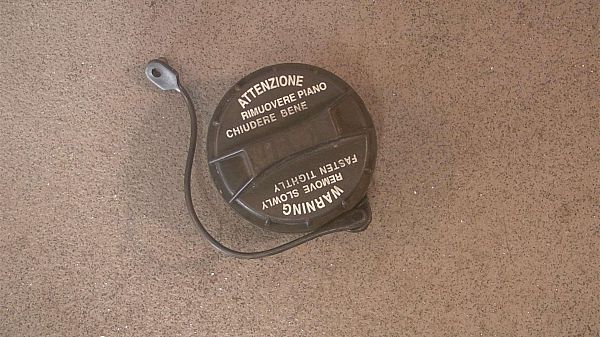 ATTENZIONE
RIMUOVERE PIANO
CHIUDERE BENE
WARNING
REMOVE SLOWLY
FASTEN TIGHTLY